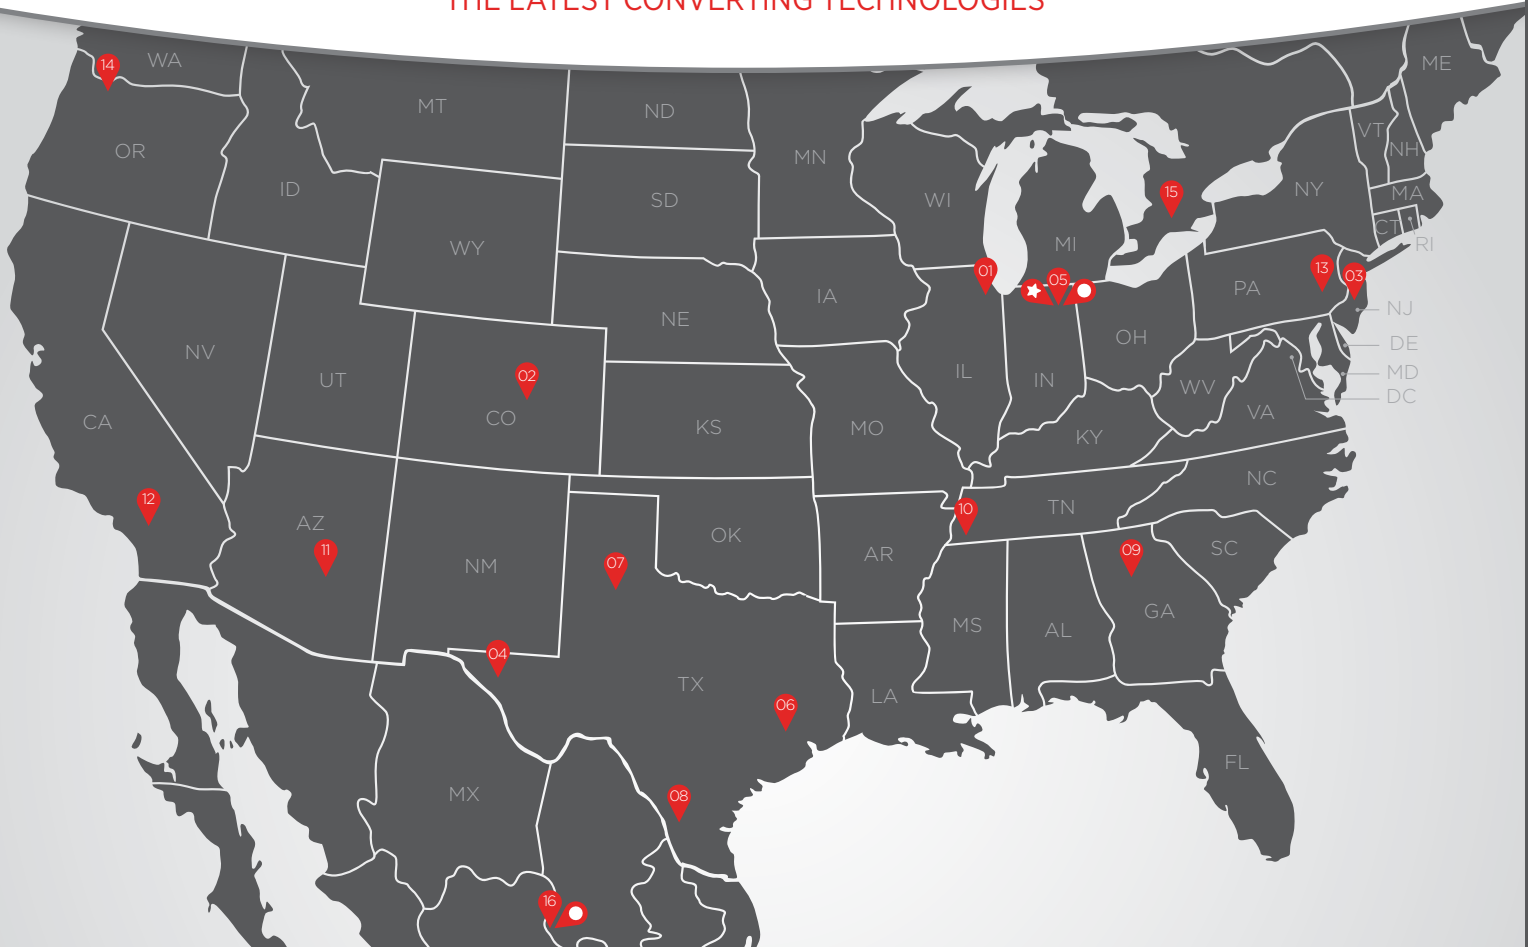 THE LATEST CONVERTING TECHNOLOGIES
14
WA
ME
MT
ND
OR
MN
VT
NH
ID
SD
WI
15
NY
MA
CT
RI
WY
MI
01
05
13
03
IA
PA
NJ
NE
NV
OH
DE
UT
02
IL
IN
WV
MD
DC
CO
CA
KS
MO
KY
VA
12
AZ
NC
10
TN
11
OK
AR
09
SC
NM
07
GA
MS
AL
04
TX
LA
06
FL
MX
08
16